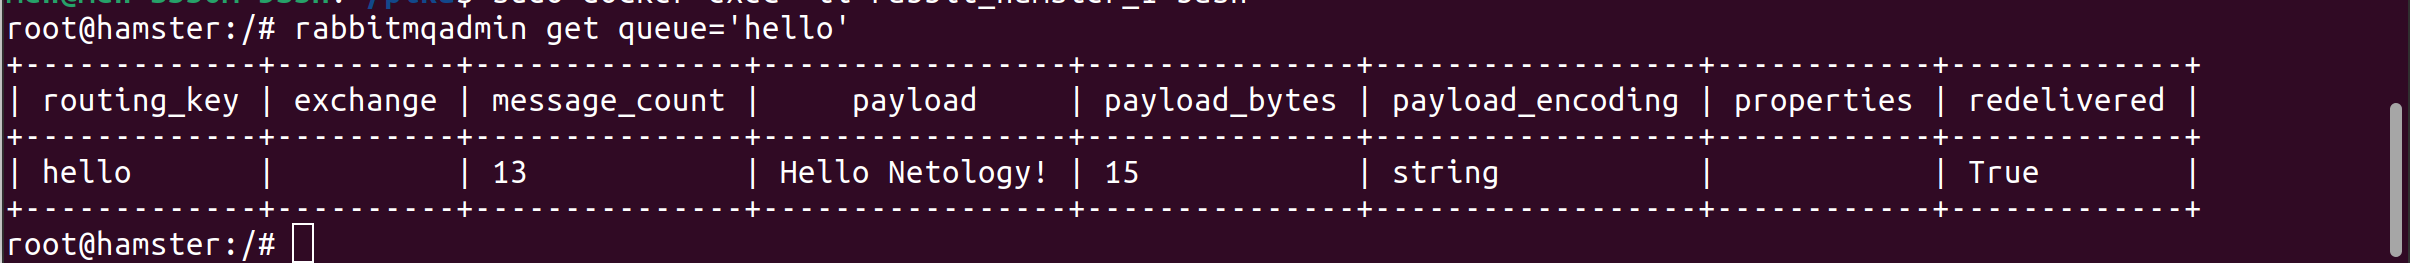 root@hamster:/# rabbitmqadmin get queue='hello'
+-------------+----------+---------------+-----------------+---------------+------------------+------------+-------------+
| routing_key | exchange | message_count |     payload     | payload_bytes | payload_encoding | properties | redelivered |
+-------------+----------+---------------+-----------------+---------------+------------------+------------+-------------+
| hello       |          | 13            | Hello Netology! | 15            | string           |            | True        |
+-------------+----------+---------------+-----------------+---------------+------------------+------------+-------------+
root@hamster:/#